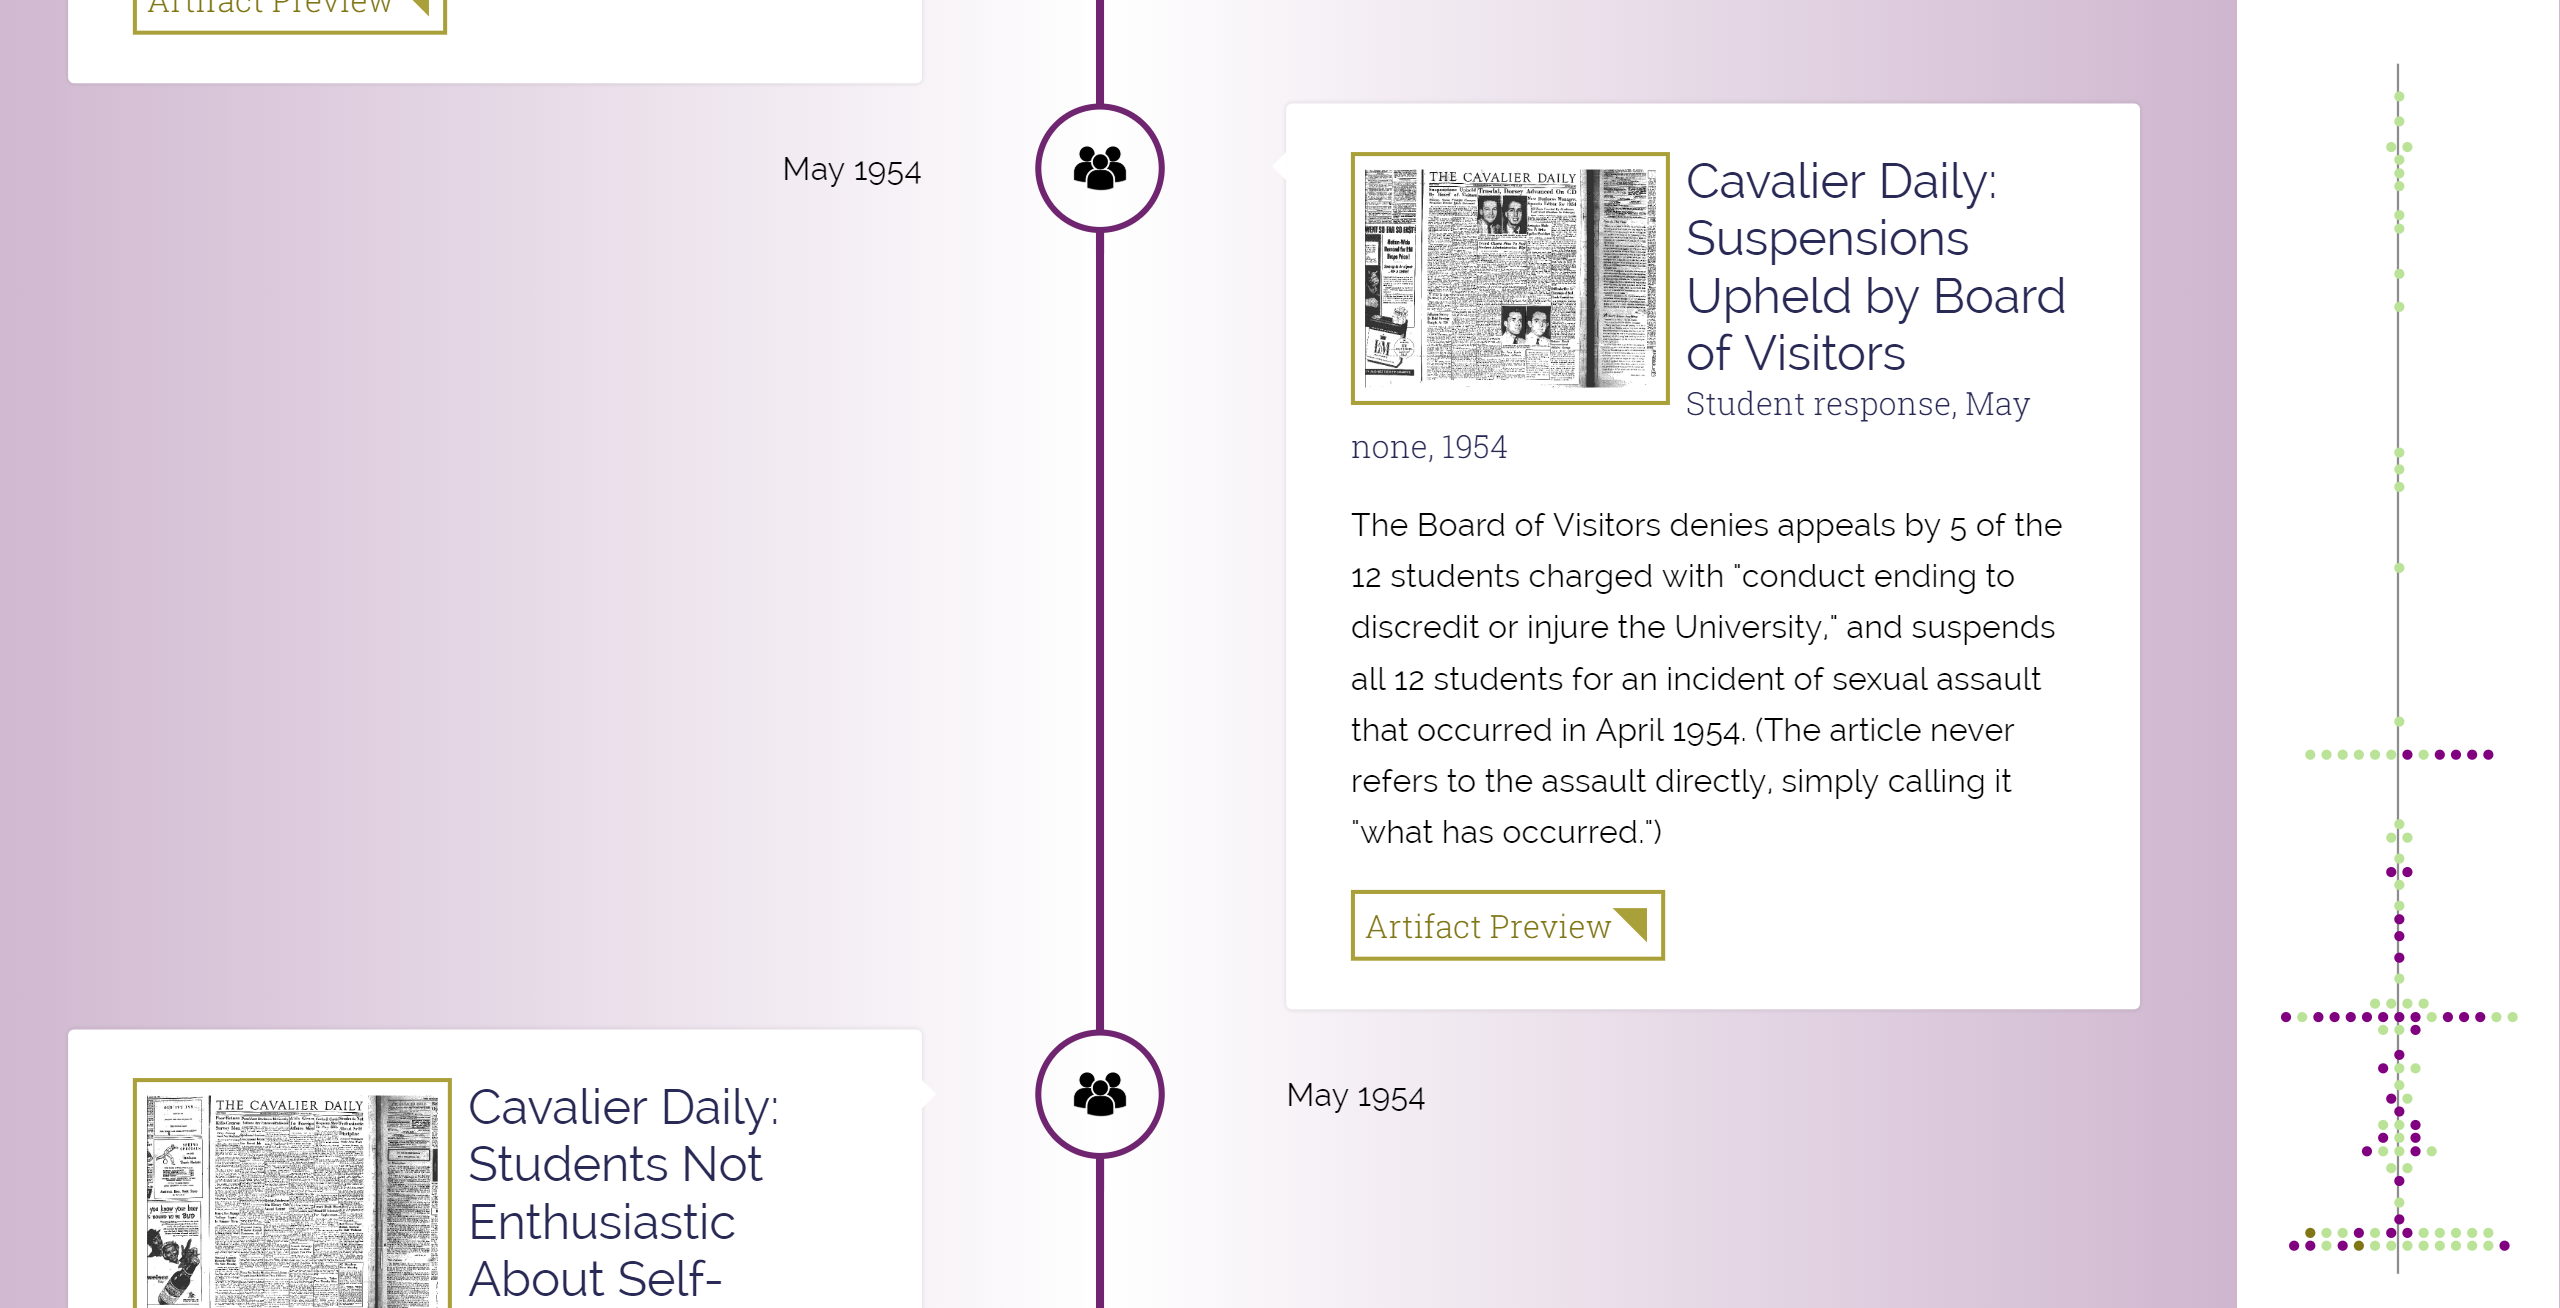 Artifact Preview
May 1954
THE CAVALIER DAILY
Cavalier Daily:
Suspensions
Upheld by Board
of Visitors
Student response, May
none, 1954
The Board of Visitors denies appeals by 5 of the
12 students charged with "conduct ending to
discredit or injure the University," and suspends
all 12 students for an incident of sexual assault
that occurred in April 1954. (The article never
refers to the assault directly, simply calling it
"what has occurred.")
Artifact Preview
THE CAVALIER DAILY
Cavalier Daily:
Students Not
Enthusiastic
About Self-
May 1954